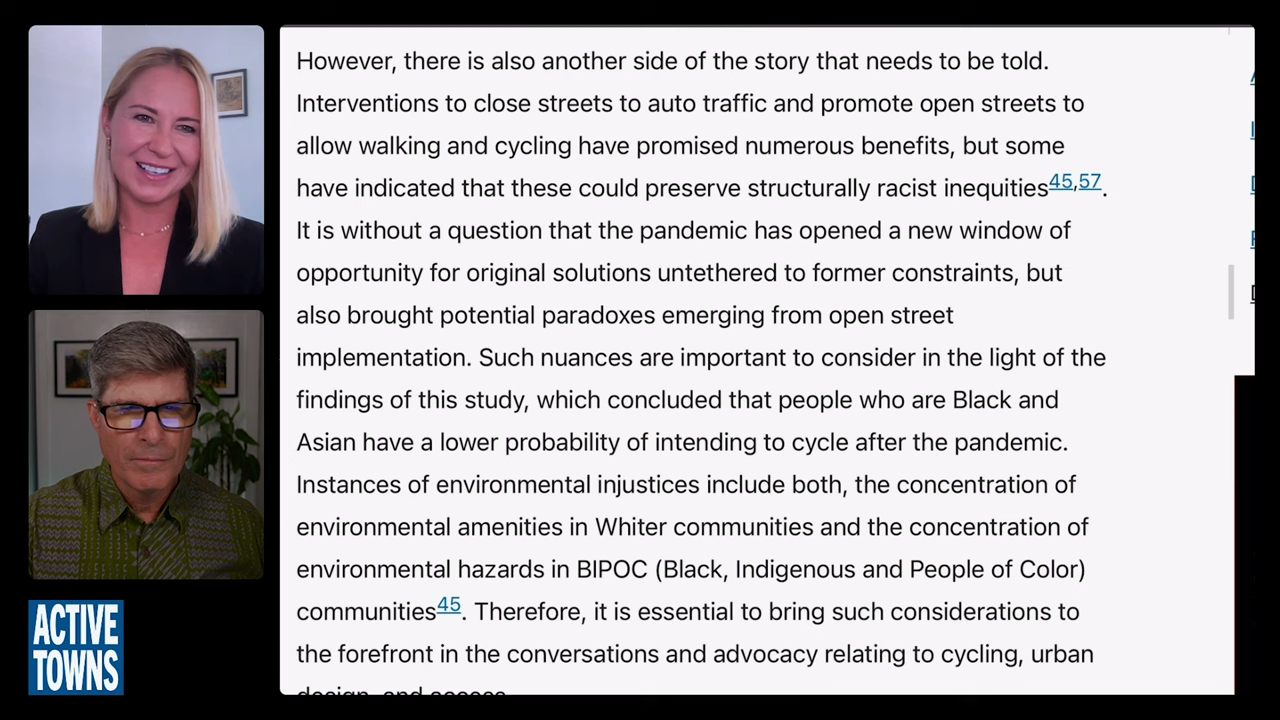 However, there is also another side of the story that needs to be told.
Interventions to close streets to auto traffic and promote open streets to
allow walking and cycling have promised numerous benefits, but some
have indicated that these could preserve structurally racist inequities45,57.
It is without a question that the pandemic has opened a new window of
opportunity for original solutions untethered to former constraints, but
also brought potential paradoxes emerging from open street
implementation. Such nuances are important to consider in the light of the
findings of this study, which concluded that people who are Black and
Asian have a lower probability of intending to cycle after the pandemic.
Instances of environmental injustices include both, the concentration of
environmental amenities in Whiter communities and the concentration of
environmental hazards in BIPOC (Black, Indigenous and People of Color)
communities45. Therefore, it is essential to bring such considerations to
the forefront in the conversations and advocacy relating to cycling, urban
design, and access
ACTIVE
TOWNS